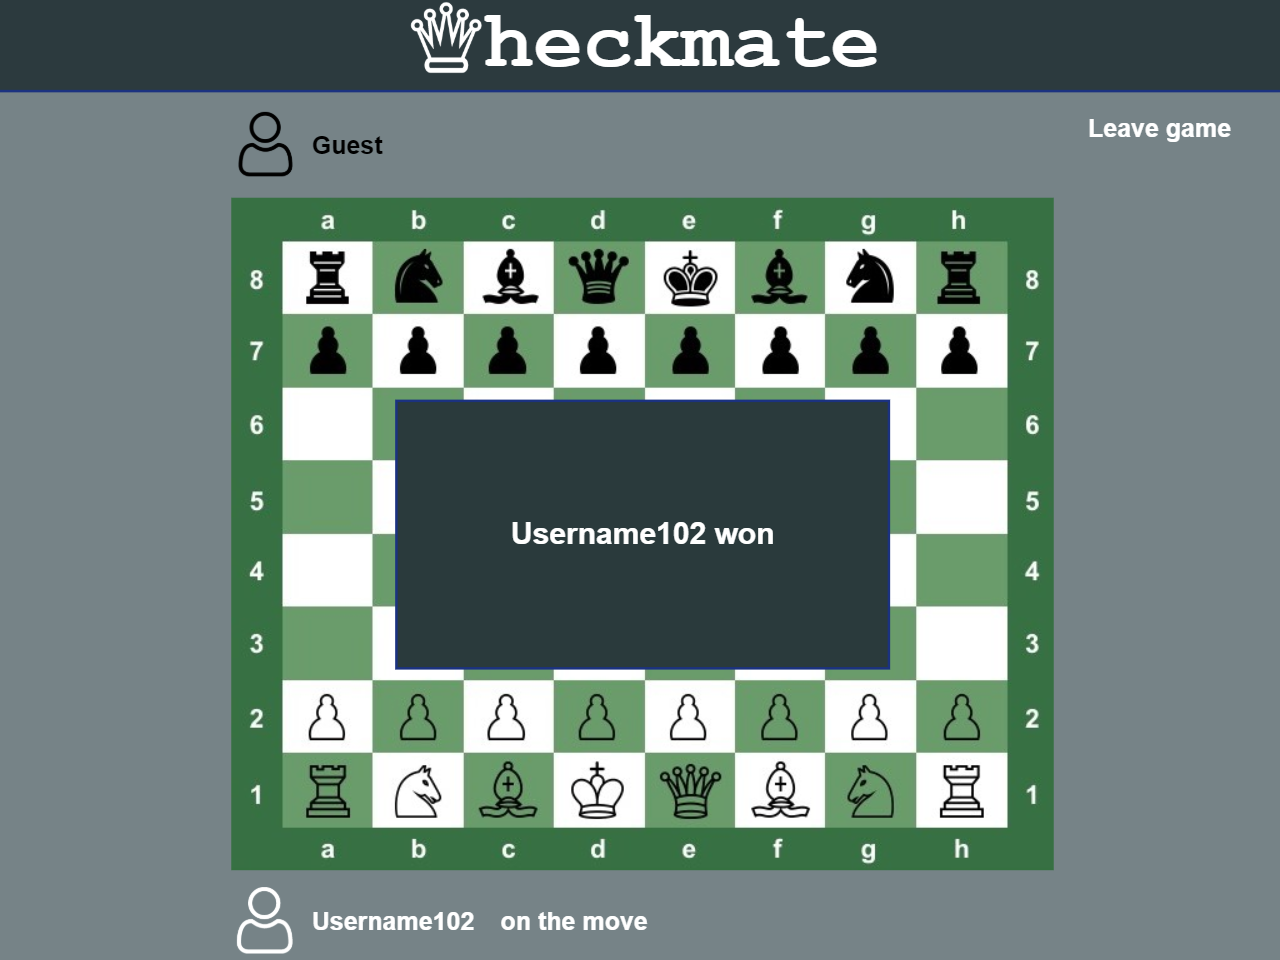 heckmate
Guest
Leave game
a b c d e f g h
8 8
7 7
6 6
5 5
Username102 won
4 4
3 3
2 2
1 1
a b c d e f g h
Username102 on the move